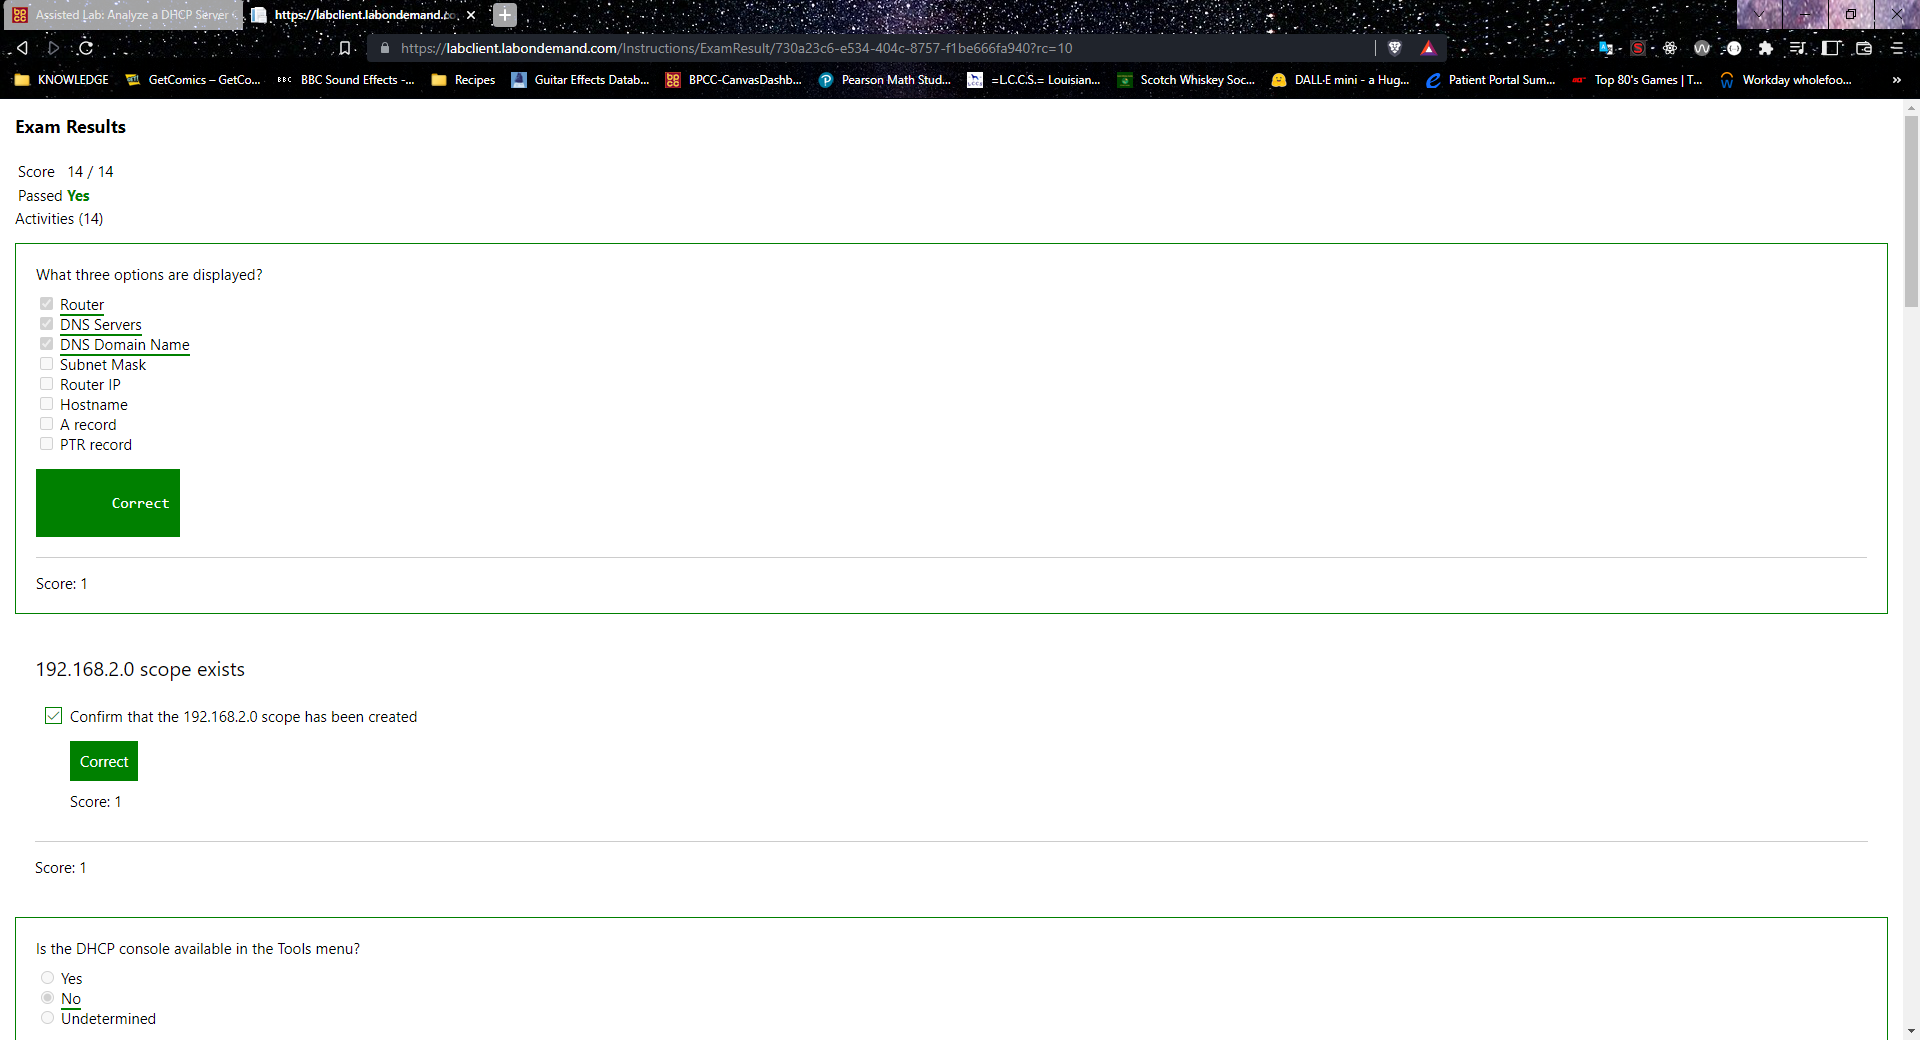 Assisted Lab: Analyze a DHCP Server
https://labclient.labondemand.co
https://labclient.labondemand.com/Instructions/ExamResult/730a23c6-e534-404c-8757-f1be666fa940?rc=10
KNOWLEDGE
GetComics – GetCo...
BBC BBC Sound Effects -...
Recipes
Guitar Effects Datab...
BPCC-CanvasDashb...
Pearson Math Stud...
=L.C.C.S.= Louisian...
Scotch Whiskey Soc...
DALL·E mini - a Hug...
Patient Portal Sum...
Top 80's Games | T...
Workday wholefoo...
»
Exam Results
Score 14 / 14
Passed Yes
Activities (14)
What three options are displayed?
Router
DNS Servers
DNS Domain Name
Subnet Mask
Router IP
Hostname
A record
PTR record
Correct
Score: 1
192.168.2.0 scope exists
Confirm that the 192.168.2.0 scope has been created
Correct
Score: 1
Score: 1
Is the DHCP console available in the Tools menu?
Yes
No
Undetermined